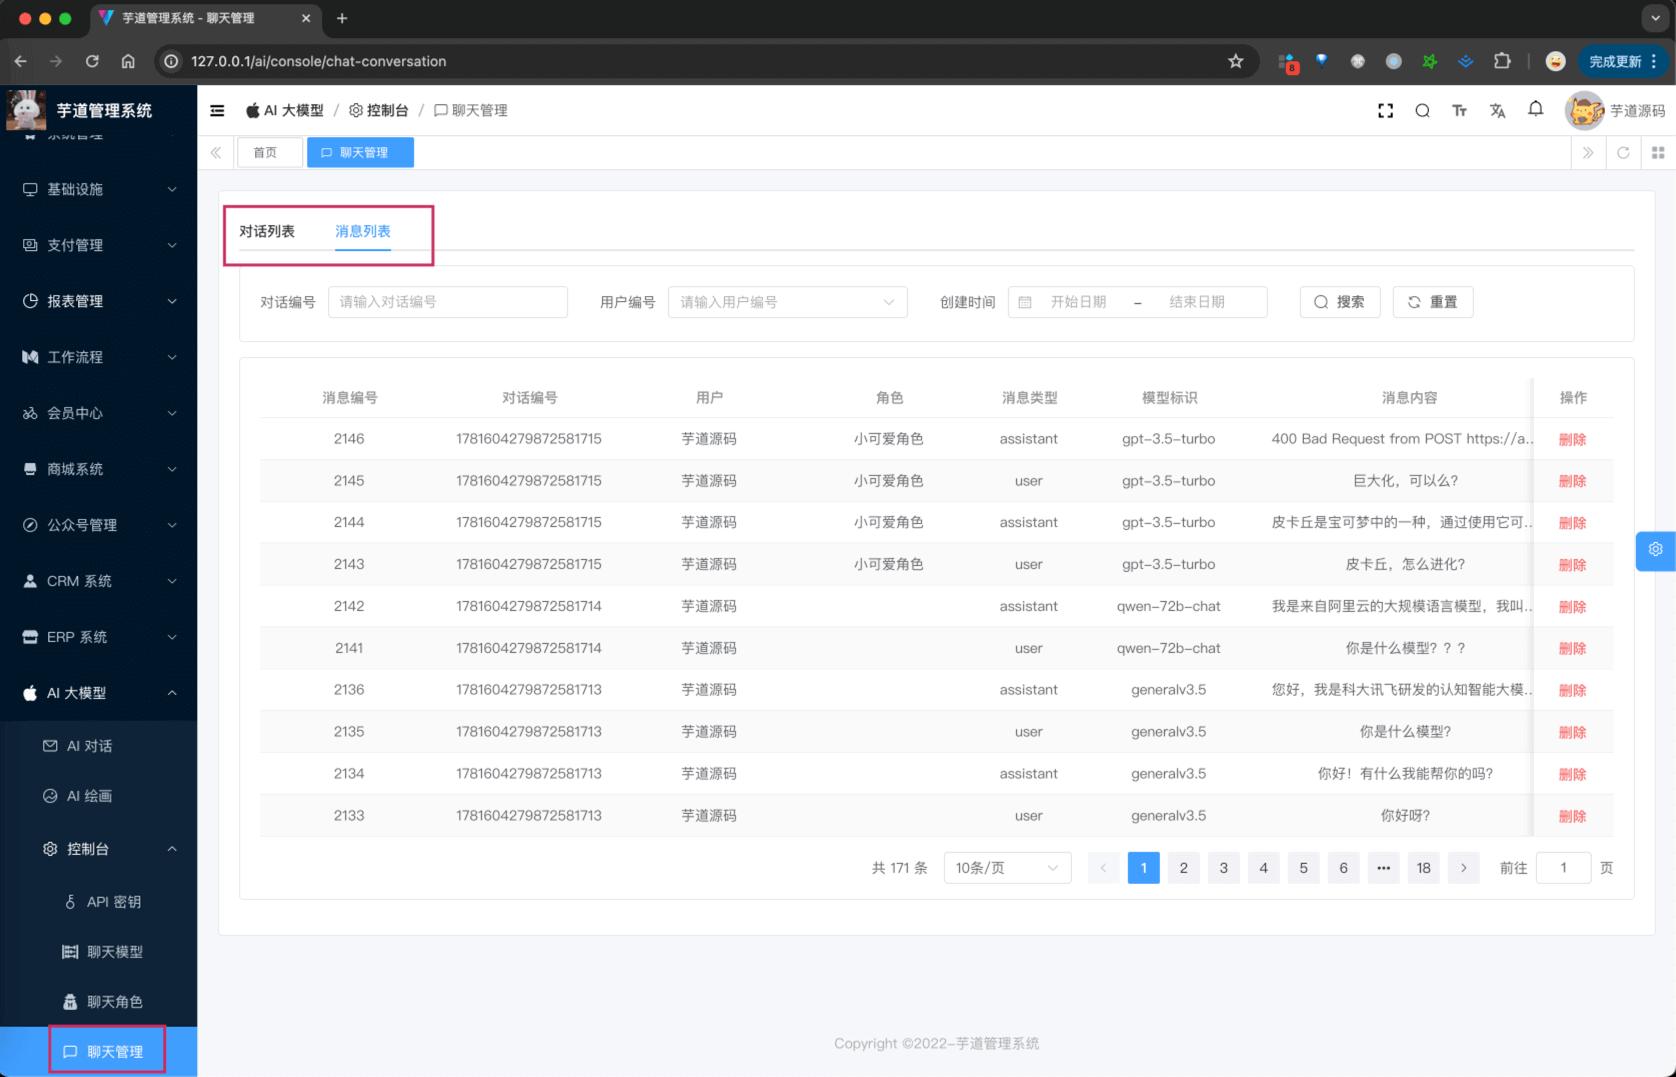 芋道管理系统 - 聊天管理
127.0.0.1/ai/console/chat-conversation
8
完成更新
芋道管理系统
AI 大模型 / 控制台 / 聊天管理
芋道源码
首页
聊天管理
系统管理
基础设施
支付管理
报表管理
工作流程
会员中心
商城系统
公众号管理
CRM 系统
ERP 系统
AI 大模型
AI 对话
AI 绘画
控制台
API 密钥
聊天模型
聊天角色
聊天管理
对话列表 消息列表
对话编号 请输入对话编号 用户编号 请输入用户编号 创建时间 开始日期 - 结束日期 搜索 重置
消息编号 对话编号 用户 角色 消息类型 模型标识 消息内容 操作
2146 1781604279872581715 芋道源码 小可爱角色 assistant gpt-3.5-turbo 400 Bad Request from POST https://a... 删除
2145 1781604279872581715 芋道源码 小可爱角色 user gpt-3.5-turbo 巨大化，可以么? 删除
2144 1781604279872581715 芋道源码 小可爱角色 assistant gpt-3.5-turbo 皮卡丘是宝可梦中的一种，通过使用它可... 删除
2143 1781604279872581715 芋道源码 小可爱角色 user gpt-3.5-turbo 皮卡丘，怎么进化? 删除
2142 1781604279872581714 芋道源码 assistant qwen-72b-chat 我是来自阿里云的大规模语言模型，我叫... 删除
2141 1781604279872581714 芋道源码 user qwen-72b-chat 你是什么模型? ? ? 删除
2136 1781604279872581713 芋道源码 assistant generalv3.5 您好，我是科大讯飞研发的认知智能大模... 删除
2135 1781604279872581713 芋道源码 user generalv3.5 你是什么模型? 删除
2134 1781604279872581713 芋道源码 assistant generalv3.5 你好！有什么我能帮你的吗? 删除
2133 1781604279872581713 芋道源码 user generalv3.5 你好呀? 删除
共 171 条 10条/页 1 2 3 4 5 6 ••• 18 前往 1 页
Copyright ©2022-芋道管理系统